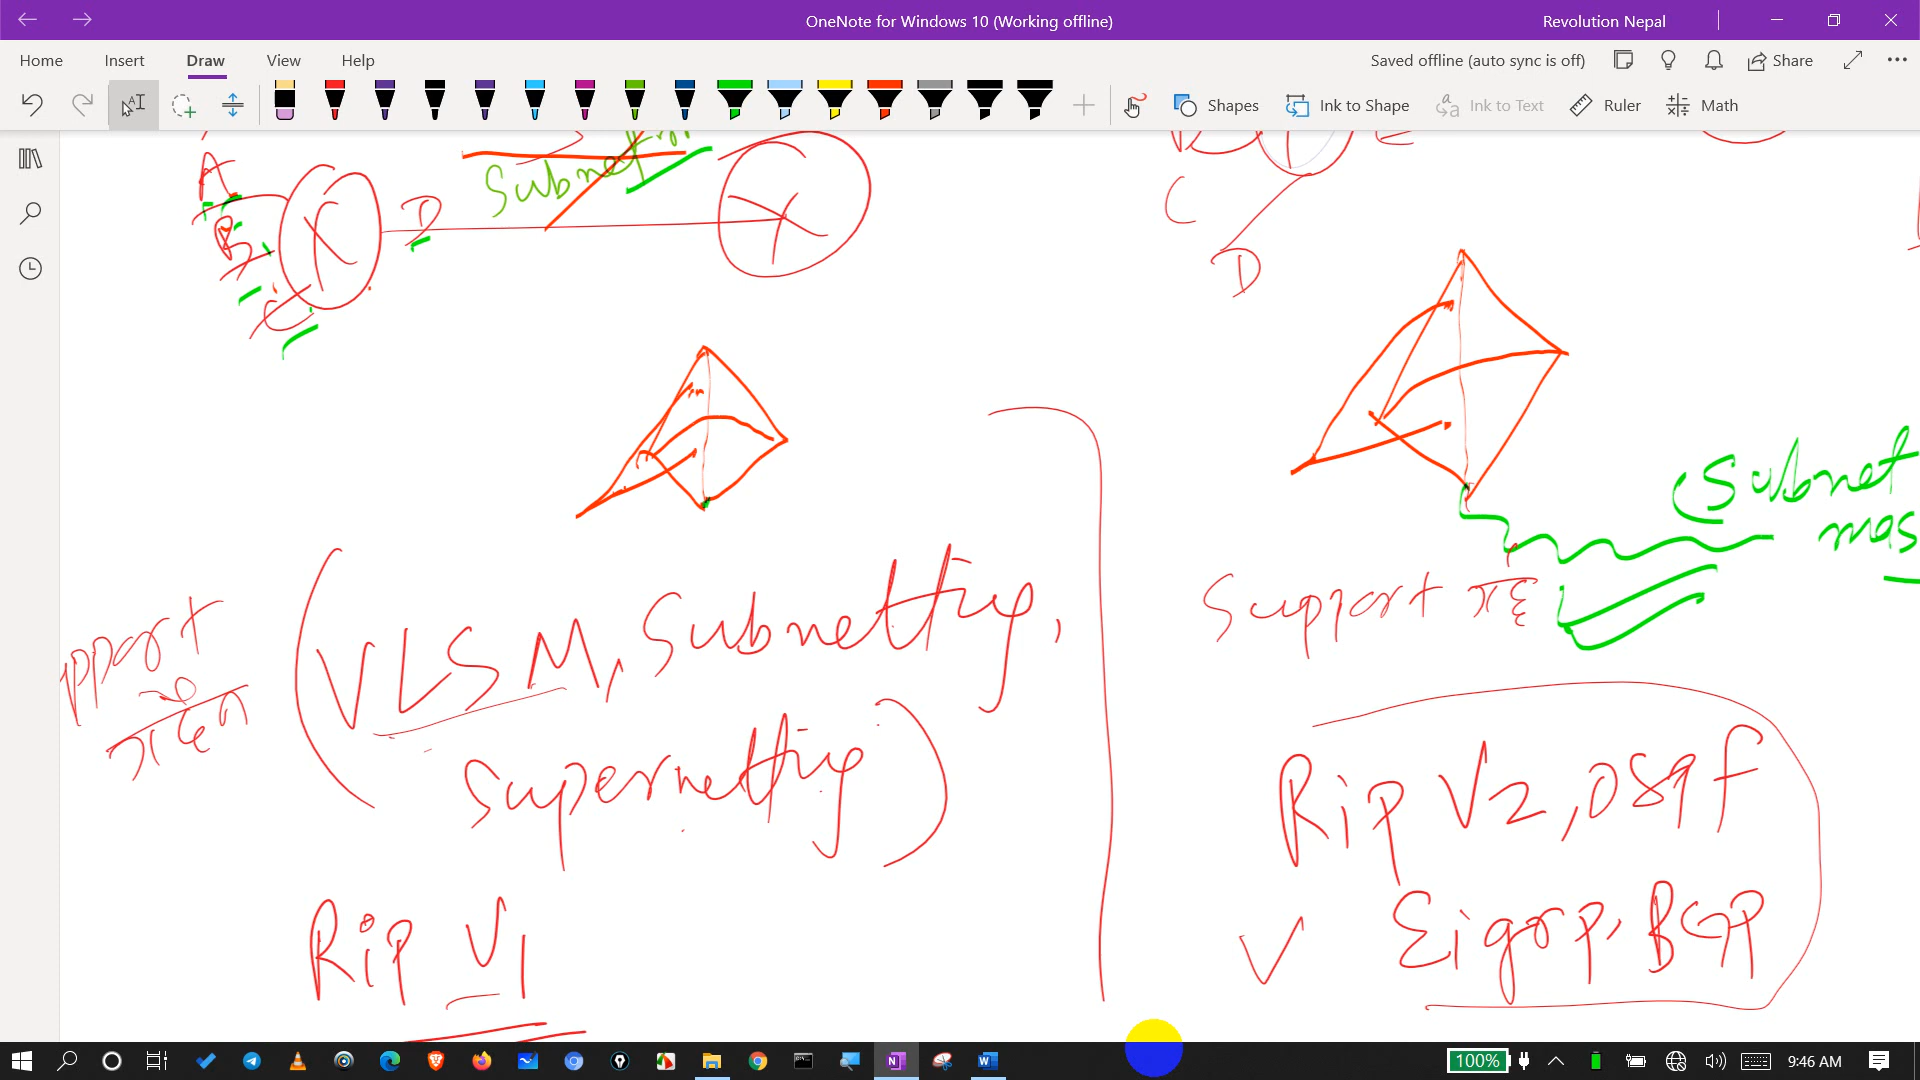 OneNote for Windows 10 (Working offline)
Revolution Nepal
Home Insert Draw View Help
Saved offline (auto sync is off) Share
Shapes Ink to Shape Ink to Text Ruler Math
A
B
C
D
Subnet
C
D
E
(Subnet
mas
Support
(VLSM, Subnetting,
Supernetting)
pport
Rip V1
Rip V2, OSPf
Eigrp, BGP
100% 9:46 AM